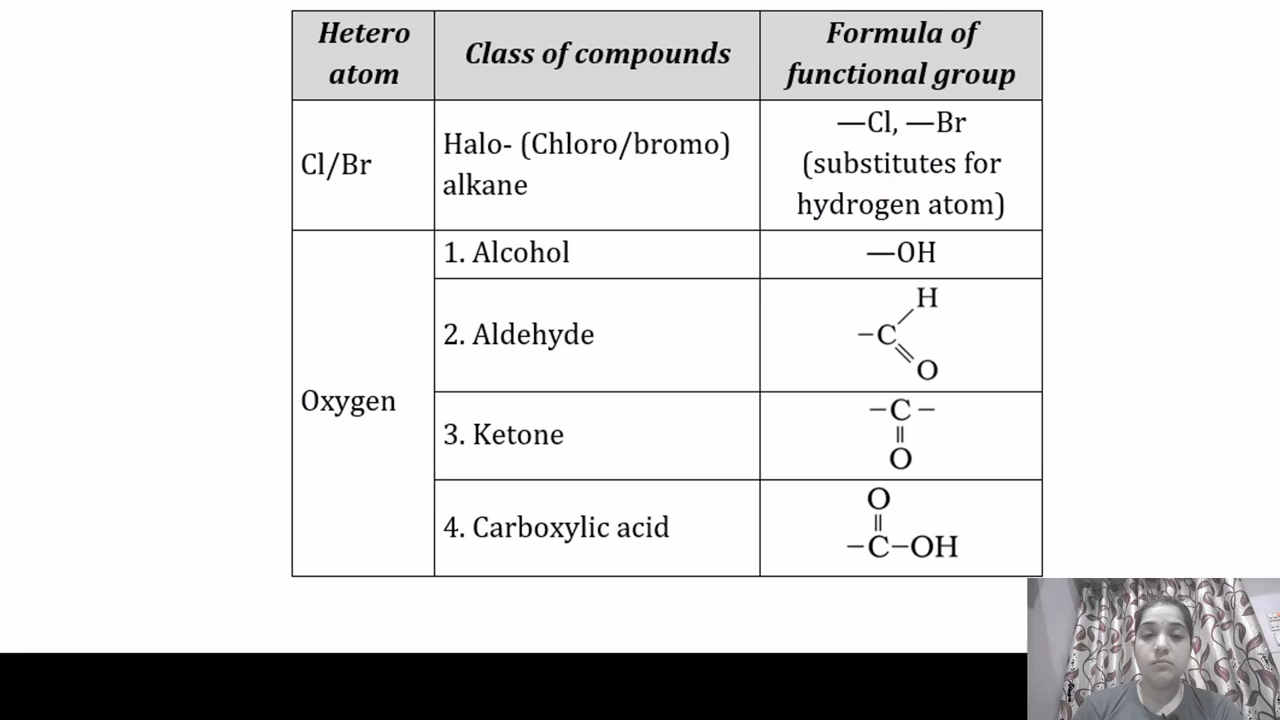 Hetero
atom
Class of compounds
Formula of
functional group
Cl/Br
Halo- (Chloro/bromo)
alkane
—Cl, —Br
(substitutes for
hydrogen atom)
Oxygen
1. Alcohol
—OH
2. Aldehyde
H
–C
O
3. Ketone
–C–
O
4. Carboxylic acid
O
–C–OH